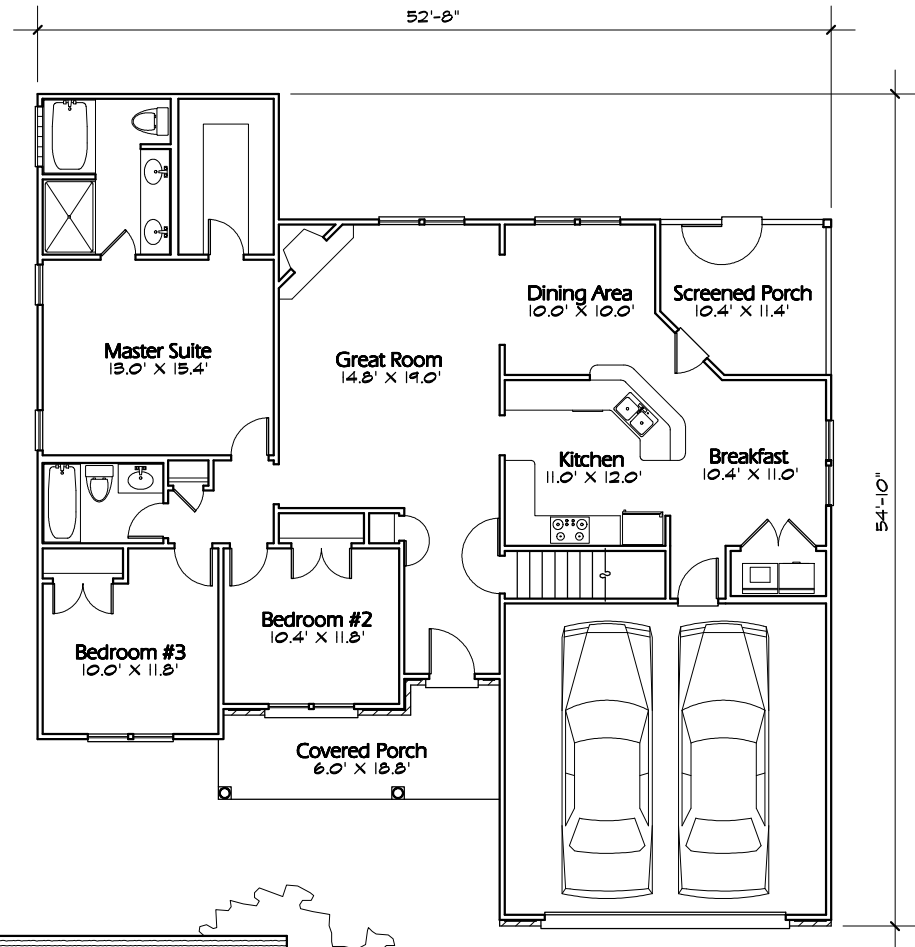 52'-8"
Dining Area
10.0' X 10.0'
Screened Porch
10.4' X 11.4'
Master Suite
13.0' X 15.4'
Great Room
14.8' X 19.0'
Kitchen
11.0' X 12.0'
Breakfast
10.4' X 11.0'
54'-10"
Bedroom #2
10.4' X 11.8'
Bedroom #3
10.0' X 11.8'
Covered Porch
6.0' X 18.8'